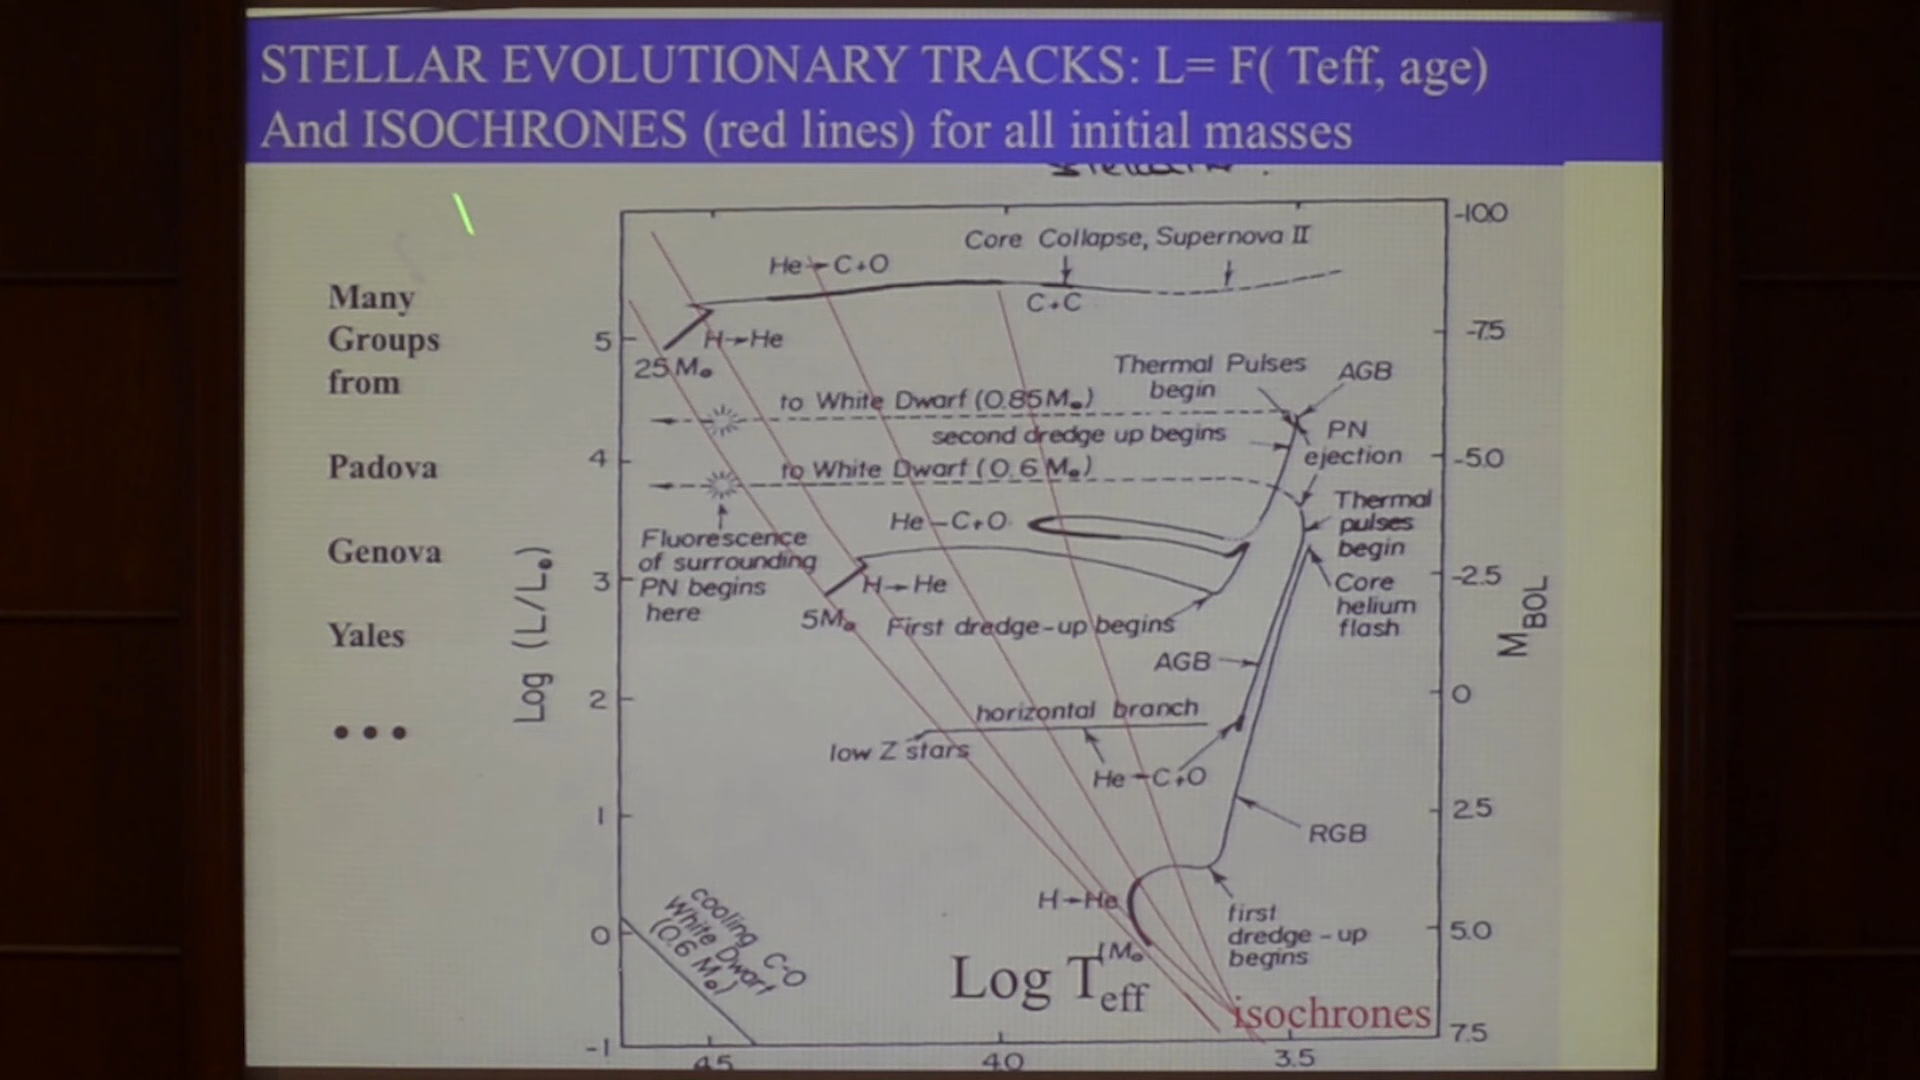 STELLAR EVOLUTIONARY TRACKS: L= F( Teff, age)
And ISOCHRONES (red lines) for all initial masses
Many
Groups
from
Padova
Genova
Yales
• • •
Log (L/L⊙)
5
4
3
2
1
0
-1
4.5
4.0
3.5
-10.0
-7.5
-5.0
-2.5
0
2.5
5.0
7.5
M BOL
Core Collapse, Supernova II
He→C+O
C+C
H→He
25 M⊙
Thermal Pulses
begin
AGB
to White Dwarf (0.85M⊙)
second dredge up begins
PN
ejection
to White Dwarf (0.6 M⊙)
Thermal
pulses
begin
He–C+O
Fluorescence
of surrounding
PN begins
here
H→He
5M⊙
First dredge-up begins
Core
helium
flash
AGB
horizontal branch
low Z stars
He→C+O
RGB
H→He
1M⊙
first
dredge-up
begins
cooling C-O
White Dwarf
(0.6 M⊙)
Log Teff
isochrones